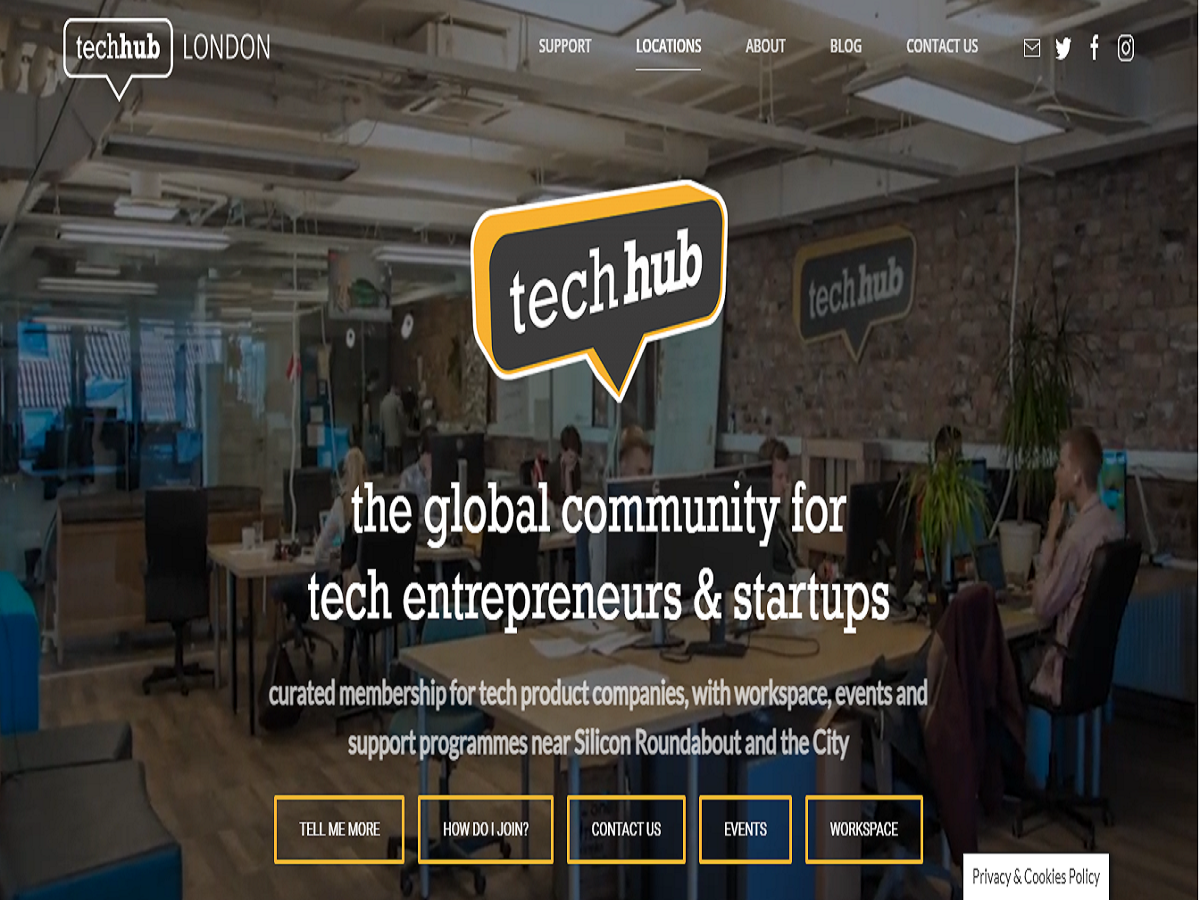 techhub LONDON
SUPPORT LOCATIONS ABOUT BLOG CONTACT US
techhub
techhub
the global community for
tech entrepreneurs & startups
curated membership for tech product companies, with workspace, events and
support programmes near Silicon Roundabout and the City
TELL ME MORE HOW DO I JOIN? CONTACT US EVENTS WORKSPACE
Privacy & Cookies Policy